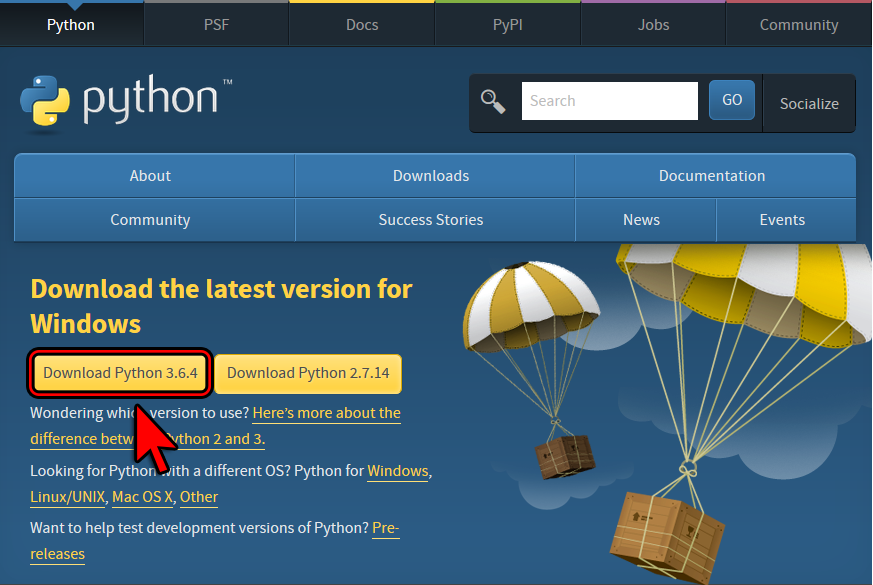 Python PSF Docs PyPI Jobs Community
python™ Search GO Socialize
About Downloads Documentation
Community Success Stories News Events
Download the latest version for
Windows
Download Python 3.6.4 Download Python 2.7.14
Wondering which version to use? Here's more about the
difference between Python 2 and 3.
Looking for Python with a different OS? Python for Windows,
Linux/UNIX, Mac OS X, Other
Want to help test development versions of Python? Pre-
releases